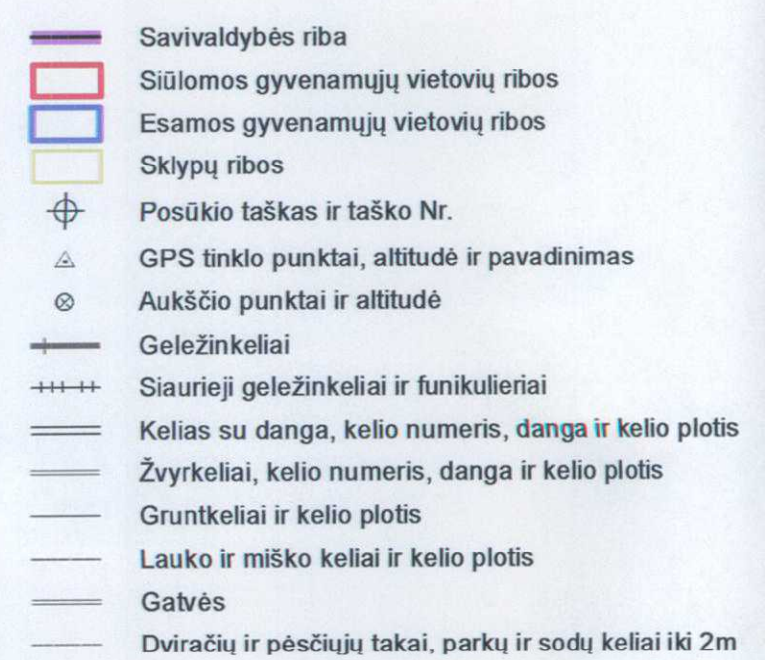 Savivaldybės riba
Siūlomos gyvenamųjų vietovių ribos
Esamos gyvenamųjų vietovių ribos
Sklypų ribos
Posūkio taškas ir taško Nr.
GPS tinklo punktai, altitudė ir pavadinimas
Aukščio punktai ir altitudė
Geležinkeliai
Siaurieji geležinkeliai ir funikulieriai
Kelias su danga, kelio numeris, danga ir kelio plotis
Žvyrkeliai, kelio numeris, danga ir kelio plotis
Gruntkeliai ir kelio plotis
Lauko ir miško keliai ir kelio plotis
Gatvės
Dviračių ir pėsčiųjų takai, parkų ir sodų keliai iki 2m